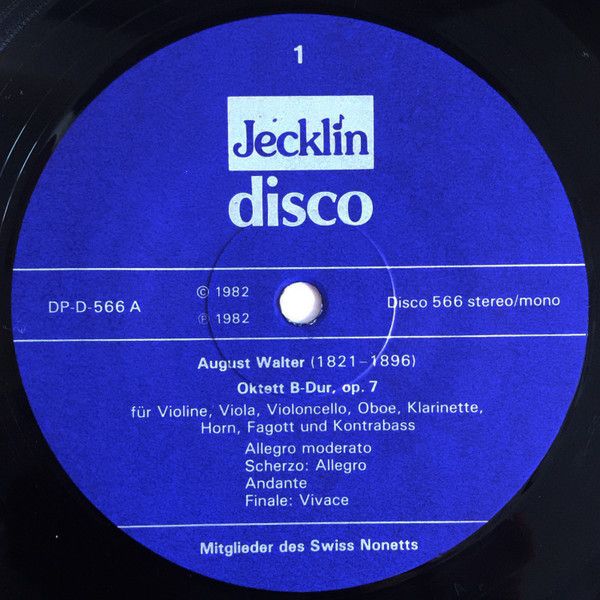 1
Jecklin
disco
DP-D-566 A
© 1982
℗ 1982
Disco 566 stereo/mono
August Walter (1821–1896)
Oktett B-Dur, op. 7
für Violine, Viola, Violoncello, Oboe, Klarinette,
Horn, Fagott und Kontrabass
Allegro moderato
Scherzo: Allegro
Andante
Finale: Vivace
Mitglieder des Swiss Nonetts